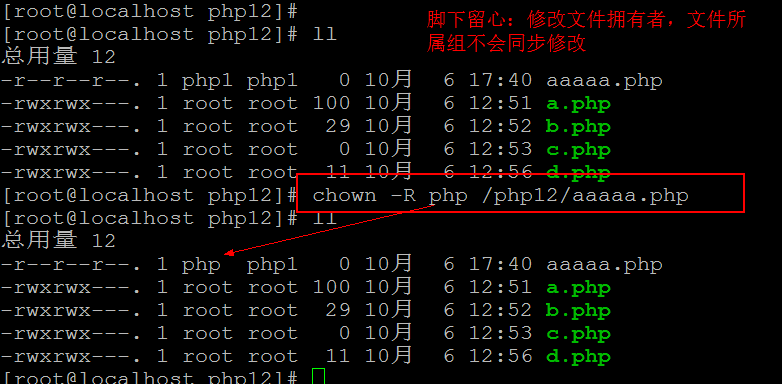 [root@localhost php12]#
[root@localhost php12]# ll
脚下留心：修改文件拥有者，文件所
属组不会同步修改
总用量 12
-r--r--r--. 1 php1 php1   0 10月  6 17:40 aaaaa.php
-rwxrwx---. 1 root root 100 10月  6 12:51 a.php
-rwxrwx---. 1 root root  29 10月  6 12:52 b.php
-rwxrwx---. 1 root root   0 10月  6 12:53 c.php
-rwxrwx---. 1 root root  11 10月  6 12:56 d.php
[root@localhost php12]# chown -R php /php12/aaaaa.php
[root@localhost php12]# ll
总用量 12
-r--r--r--. 1 php  php1   0 10月  6 17:40 aaaaa.php
-rwxrwx---. 1 root root 100 10月  6 12:51 a.php
-rwxrwx---. 1 root root  29 10月  6 12:52 b.php
-rwxrwx---. 1 root root   0 10月  6 12:53 c.php
-rwxrwx---. 1 root root  11 10月  6 12:56 d.php
[root@localhost php12]#